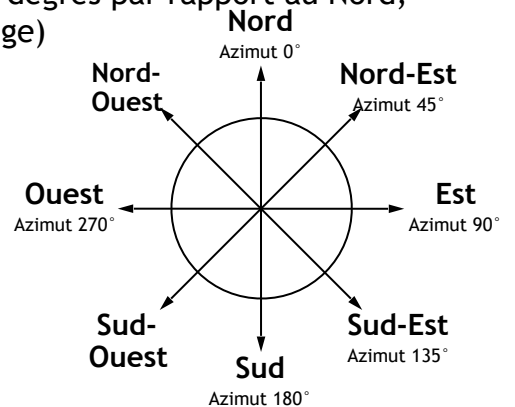 degrés par rapport au Nord,
ge)
Nord
Azimut 0°
Nord-
Ouest
Nord-Est
Azimut 45°
Ouest
Azimut 270°
Est
Azimut 90°
Sud-
Ouest
Sud-Est
Azimut 135°
Sud
Azimut 180°